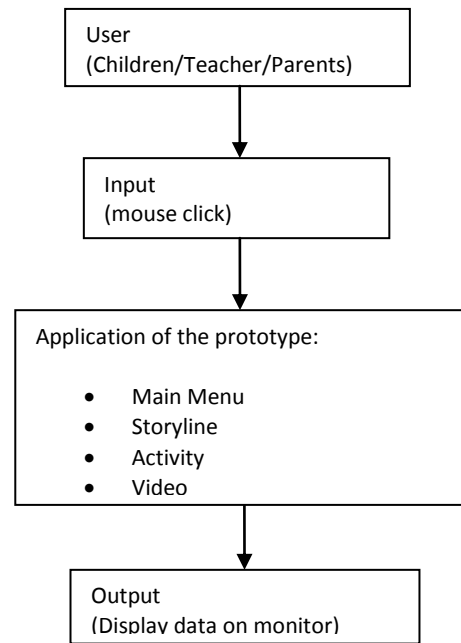 User
(Children/Teacher/Parents)
Input
(mouse click)
Application of the prototype:
• Main Menu
• Storyline
• Activity
• Video
Output
(Display data on monitor)